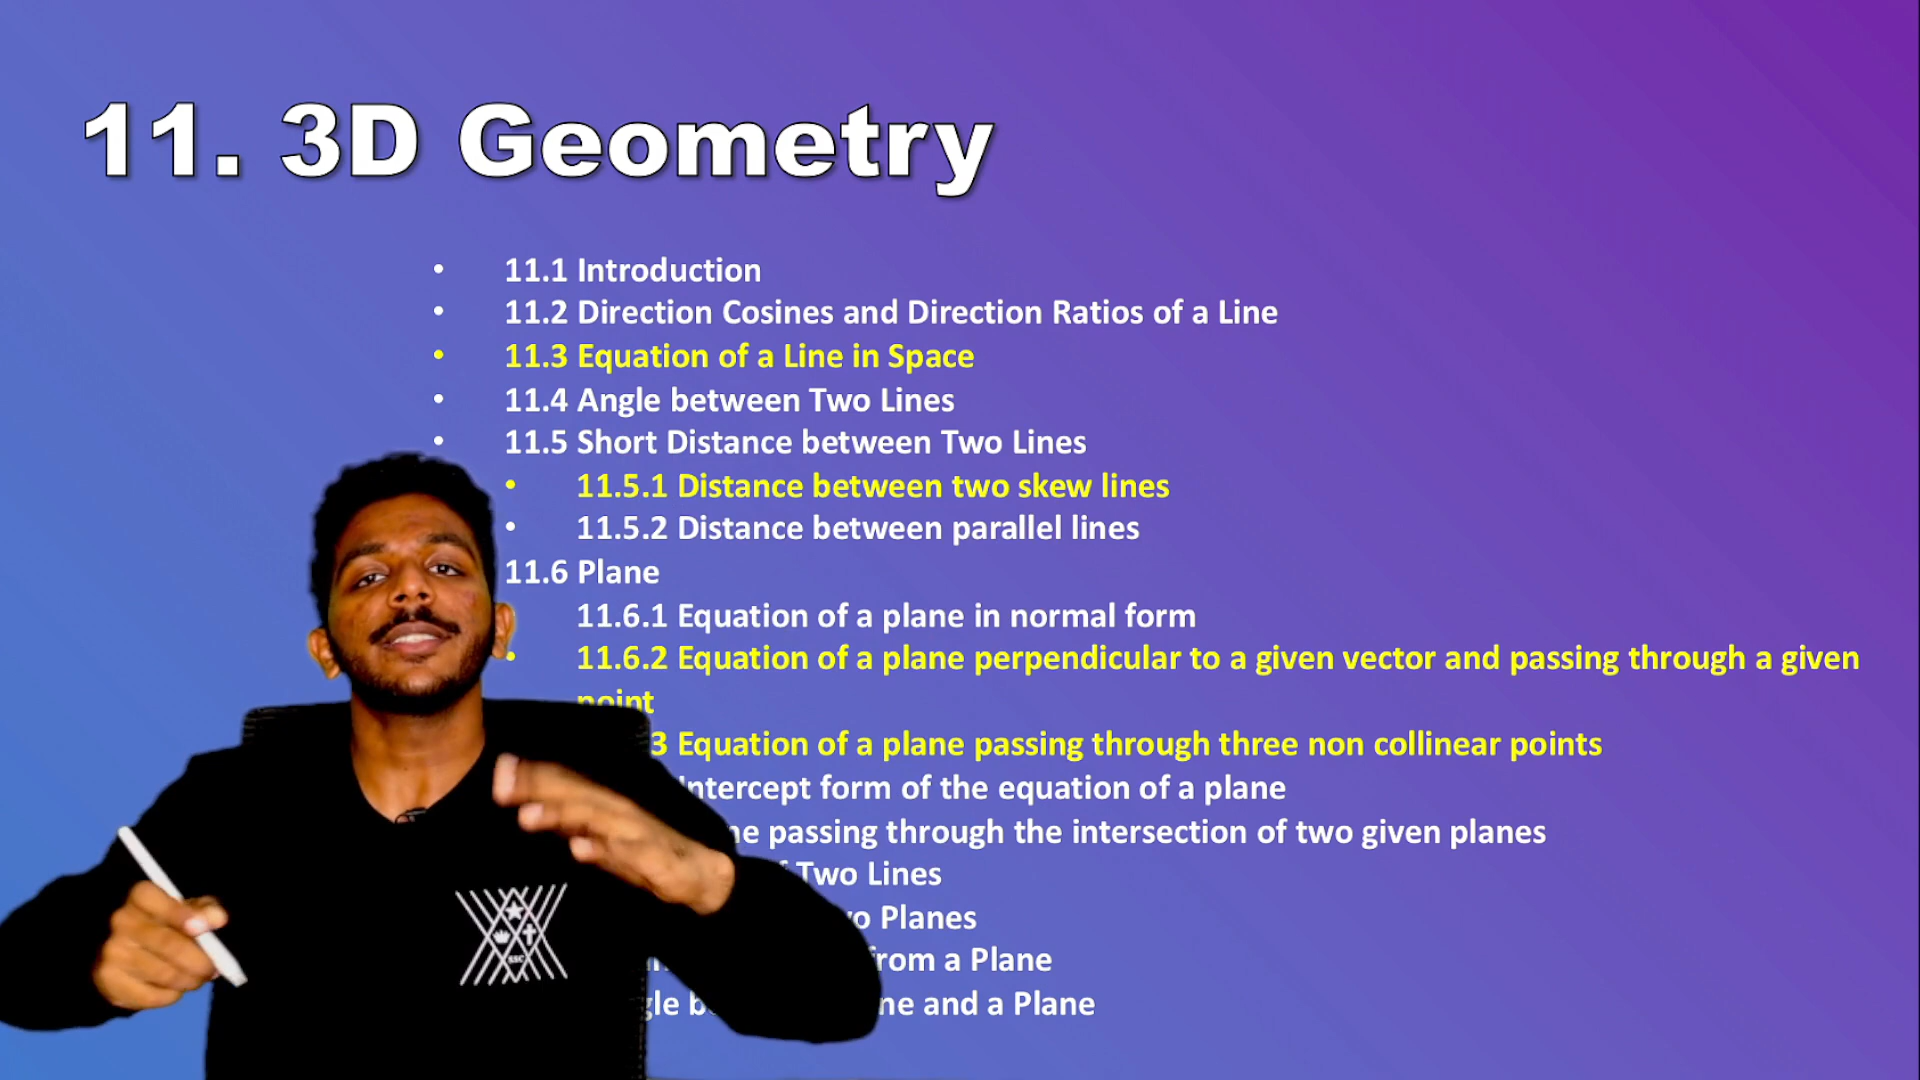 11. 3D Geometry
• 11.1 Introduction
• 11.2 Direction Cosines and Direction Ratios of a Line
• 11.3 Equation of a Line in Space
• 11.4 Angle between Two Lines
• 11.5 Short Distance between Two Lines
• 11.5.1 Distance between two skew lines
• 11.5.2 Distance between parallel lines
11.6 Plane
11.6.1 Equation of a plane in normal form
• 11.6.2 Equation of a plane perpendicular to a given vector and passing through a given
point
3 Equation of a plane passing through three non collinear points
Intercept form of the equation of a plane
passing through the intersection of two given planes
Two Lines
Planes
from a Plane
and a Plane
SSC